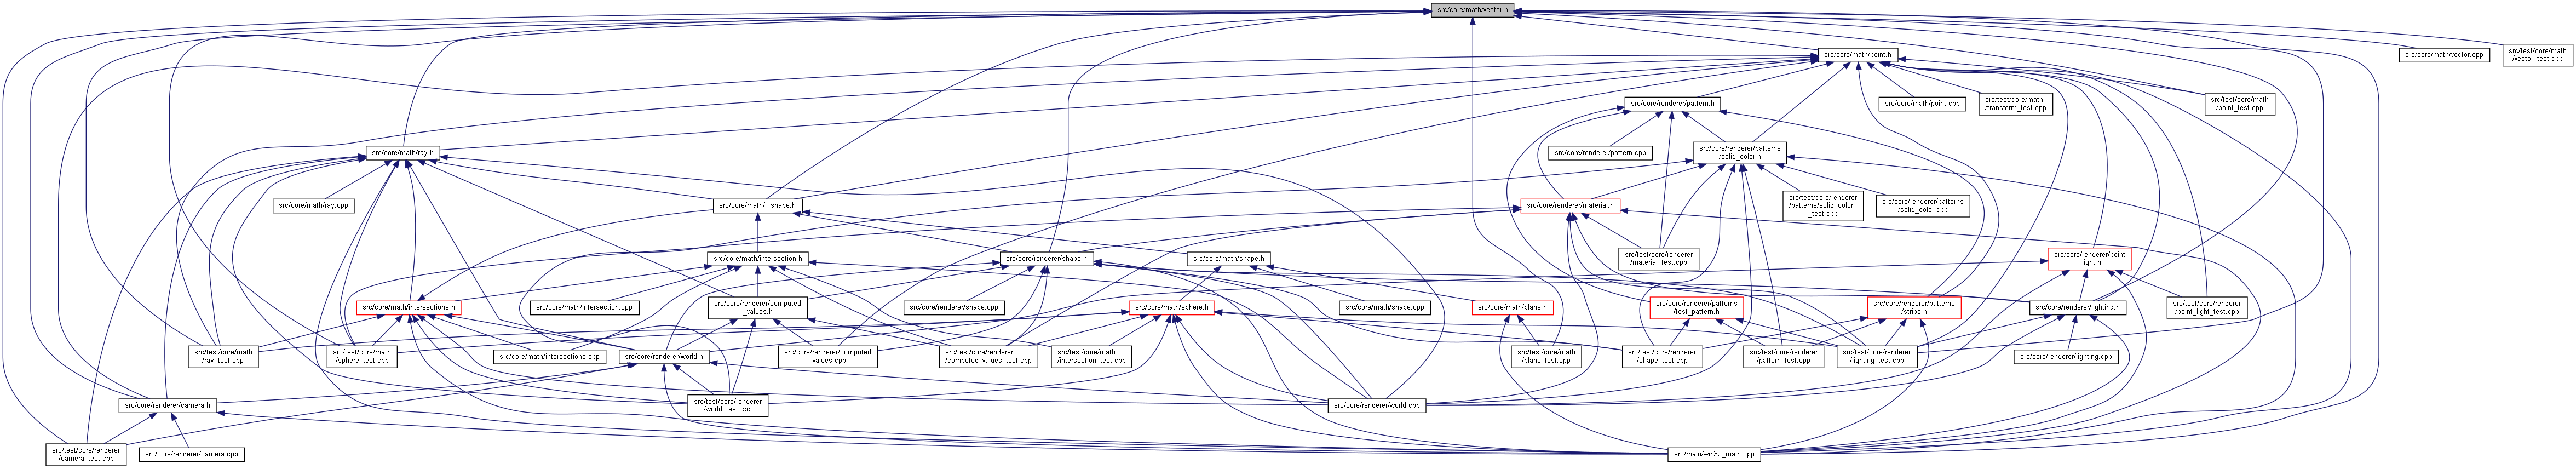 src/core/math/vector.h
src/core/math/point.h
src/core/math/vector.cpp
src/test/core/math
/vector_test.cpp
src/core/renderer/pattern.h
src/core/math/point.cpp
src/test/core/math
/transform_test.cpp
src/test/core/math
/point_test.cpp
src/core/math/ray.h
src/core/renderer/pattern.cpp
src/core/renderer/patterns
/solid_color.h
src/core/math/ray.cpp
src/core/math/i_shape.h
src/core/renderer/material.h
src/test/core/renderer
/patterns/solid_color
_test.cpp
src/core/renderer/patterns
/solid_color.cpp
src/core/math/intersection.h
src/core/renderer/shape.h
src/core/math/shape.h
src/test/core/renderer
/material_test.cpp
src/core/renderer/point
_light.h
src/core/math/intersections.h
src/core/math/intersection.cpp
src/core/renderer/computed
_values.h
src/core/renderer/shape.cpp
src/core/math/sphere.h
src/core/math/shape.cpp
src/core/math/plane.h
src/core/renderer/patterns
/test_pattern.h
src/core/renderer/patterns
/stripe.h
src/core/renderer/lighting.h
src/test/core/renderer
/point_light_test.cpp
src/test/core/math
/ray_test.cpp
src/test/core/math
/sphere_test.cpp
src/core/math/intersections.cpp
src/core/renderer/world.h
src/core/renderer/computed
_values.cpp
src/test/core/renderer
/computed_values_test.cpp
src/test/core/math
/intersection_test.cpp
src/test/core/math
/plane_test.cpp
src/test/core/renderer
/shape_test.cpp
src/test/core/renderer
/pattern_test.cpp
src/test/core/renderer
/lighting_test.cpp
src/core/renderer/lighting.cpp
src/core/renderer/camera.h
src/test/core/renderer
/world_test.cpp
src/core/renderer/world.cpp
src/test/core/renderer
/camera_test.cpp
src/core/renderer/camera.cpp
src/main/win32_main.cpp